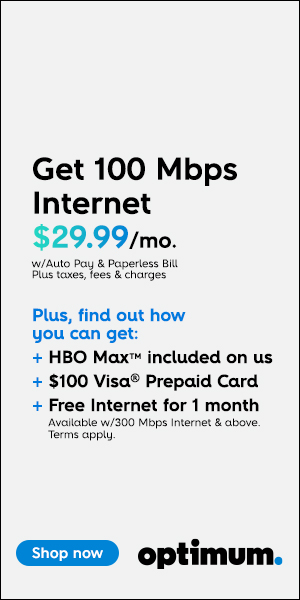 Get 100 Mbps
Internet
$29.99/mo.
w/Auto Pay & Paperless Bill
Plus taxes, fees & charges
Plus, find out how
you can get:
+ HBO Max™ included on us
+ $100 Visa® Prepaid Card
+ Free Internet for 1 month
Available w/300 Mbps Internet & above.
Terms apply.
Shop now
optimum.